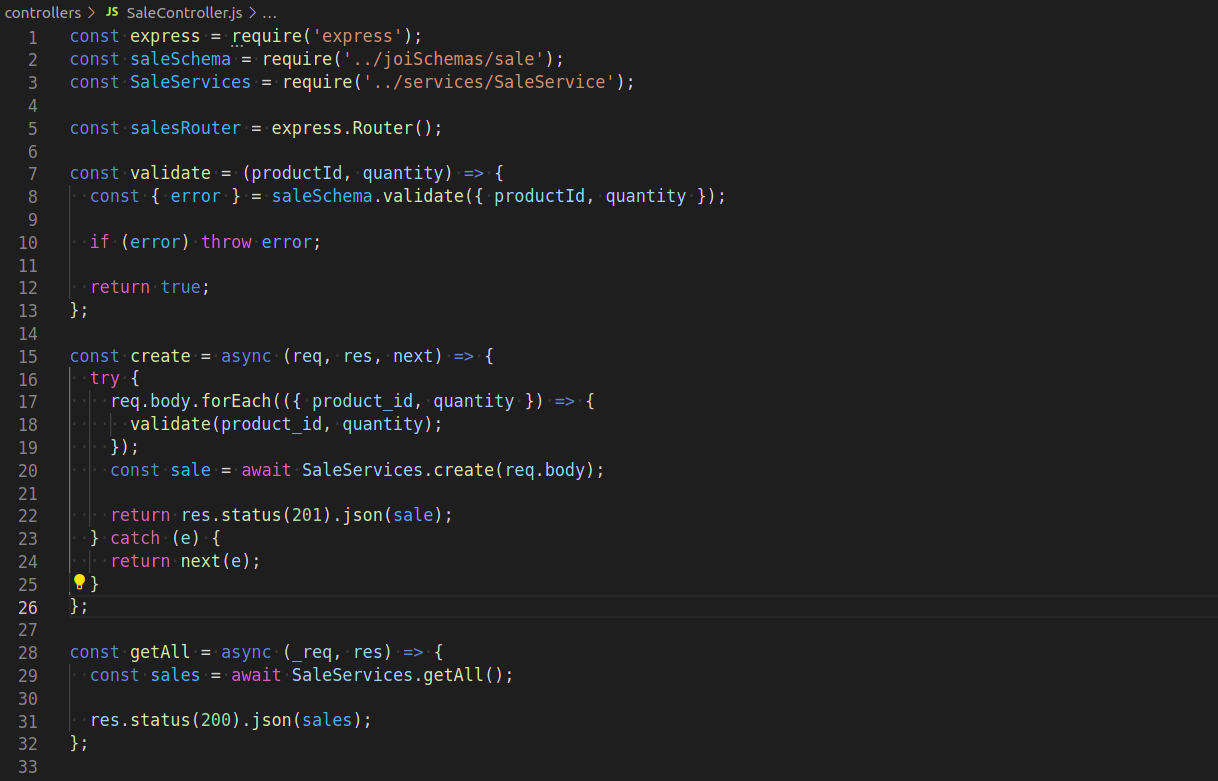 controllers > JS SaleController.js > ...
1 const express = require('express');
2 const saleSchema = require('../joiSchemas/sale');
3 const SaleServices = require('../services/SaleService');
4
5 const salesRouter = express.Router();
6
7 const validate = (productId, quantity) => {
8   const { error } = saleSchema.validate({ productId, quantity });
9
10   if (error) throw error;
11
12   return true;
13 };
14
15 const create = async (req, res, next) => {
16   try {
17     req.body.forEach(({ product_id, quantity }) => {
18       validate(product_id, quantity);
19     });
20     const sale = await SaleServices.create(req.body);
21
22     return res.status(201).json(sale);
23   } catch (e) {
24     return next(e);
25   }
26 };
27
28 const getAll = async (_req, res) => {
29   const sales = await SaleServices.getAll();
30
31   res.status(200).json(sales);
32 };
33